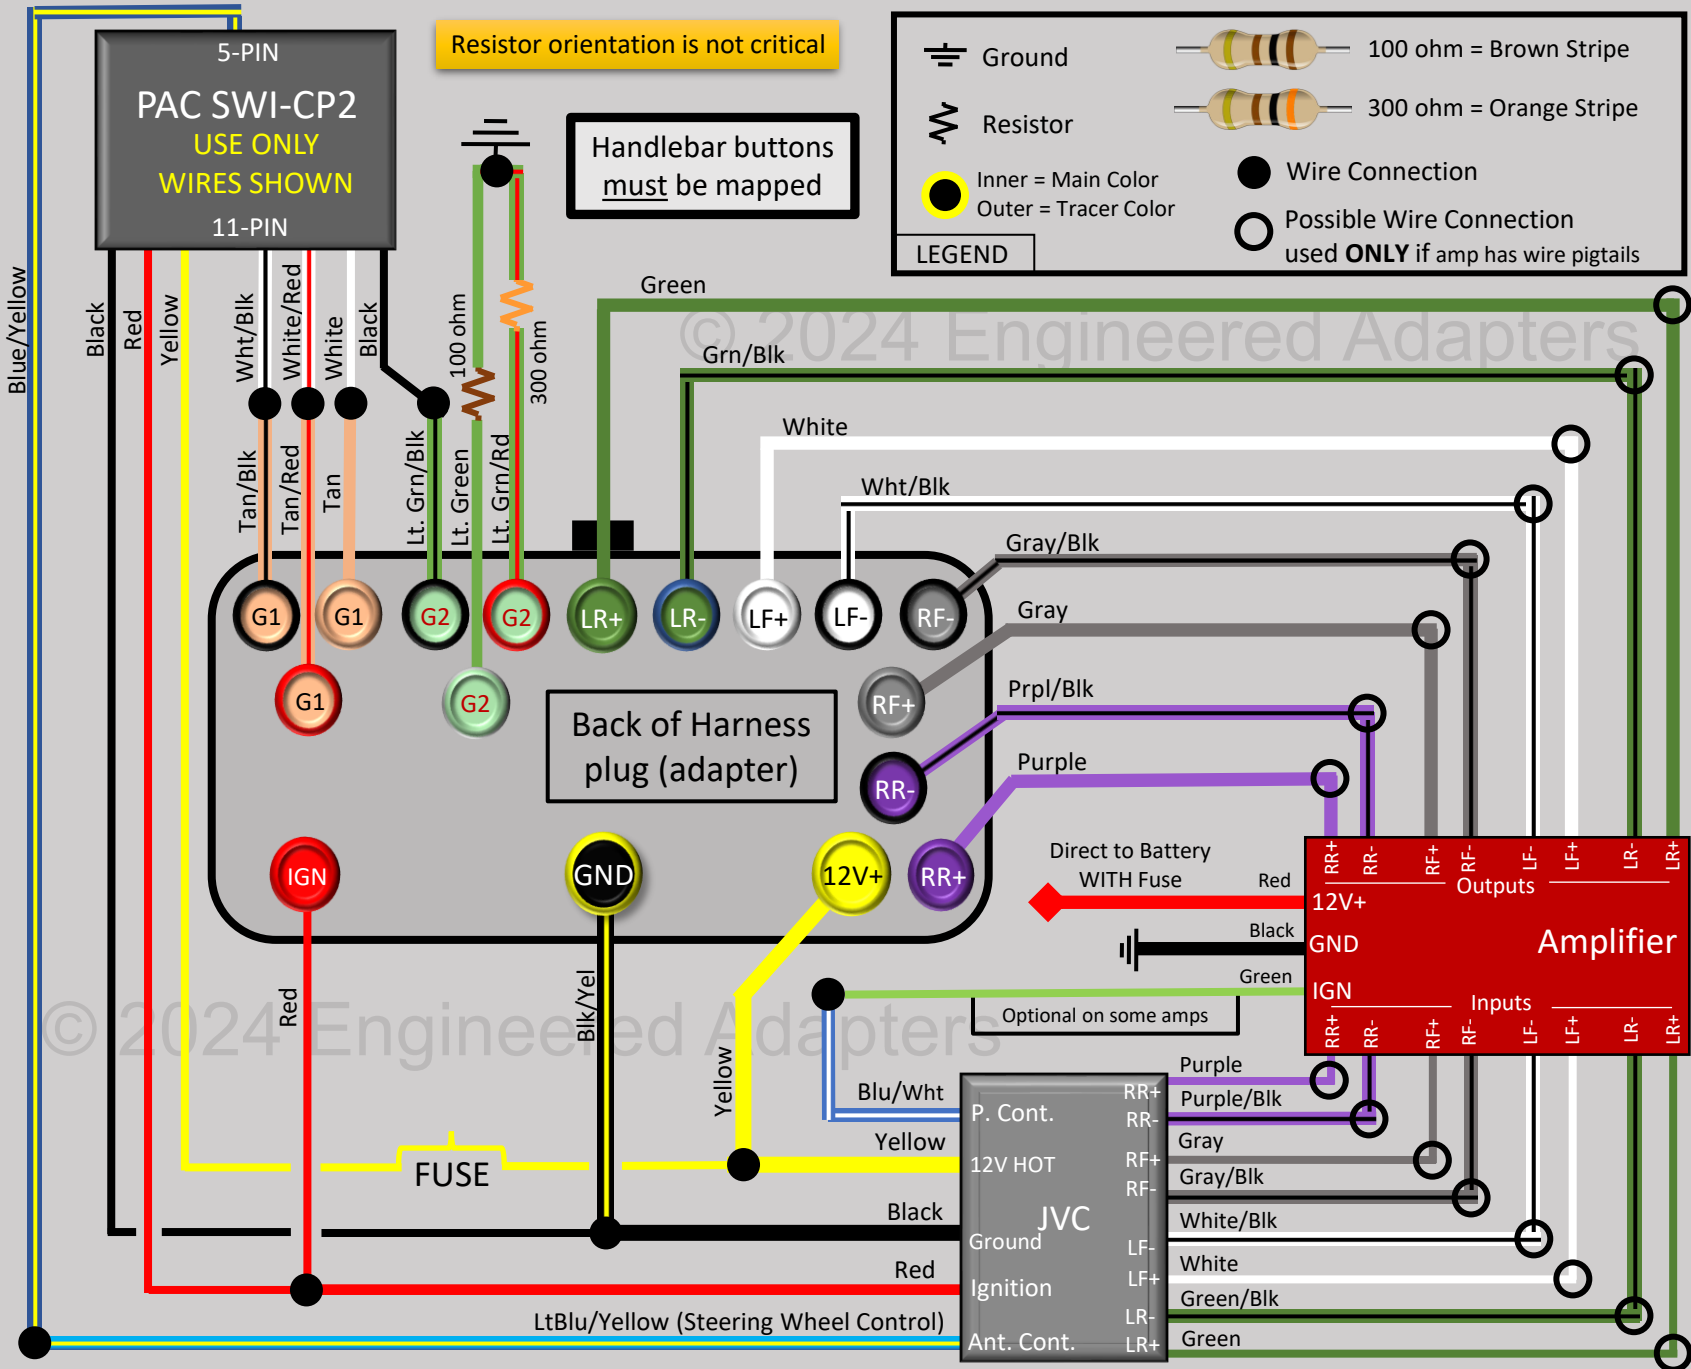 5-PIN
PAC SWI-CP2
USE ONLY
WIRES SHOWN
11-PIN
Resistor orientation is not critical
Handlebar buttons
must be mapped
Ground
Resistor
Inner = Main Color
Outer = Tracer Color
LEGEND
100 ohm = Brown Stripe
300 ohm = Orange Stripe
Wire Connection
Possible Wire Connection
used ONLY if amp has wire pigtails
Blue/Yellow
Black
Red
Yellow
Wht/Blk
White/Red
White
Black
100 ohm
300 ohm
Tan/Blk
Tan/Red
Tan
Lt. Grn/Blk
Lt. Green
Lt. Grn/Rd
Green
© 2024 Engineered Adapters
Grn/Blk
White
Wht/Blk
Gray/Blk
Gray
Prpl/Blk
Purple
G1
G1
G2
G2
LR+
LR-
LF+
LF-
RF-
G1
G2
RF+
Back of Harness
plug (adapter)
RR-
IGN
GND
12V+
RR+
Direct to Battery
WITH Fuse
Red
Black
Green
Optional on some amps
RR+
RR-
RF+
RF-
LF-
LF+
LR-
LR+
Outputs
12V+
GND
Amplifier
IGN
Inputs
RR+
RR-
RF+
RF-
LF-
LF+
LR-
LR+
© 2024 Engineered Adapters
Red
Blk/Yel
Yellow
FUSE
Blu/Wht
Yellow
Black
Red
LtBlu/Yellow (Steering Wheel Control)
P. Cont.
12V HOT
JVC
Ground
Ignition
Ant. Cont.
RR+
RR-
RF+
RF-
LF-
LF+
LR-
LR+
Purple
Purple/Blk
Gray
Gray/Blk
White/Blk
White
Green/Blk
Green